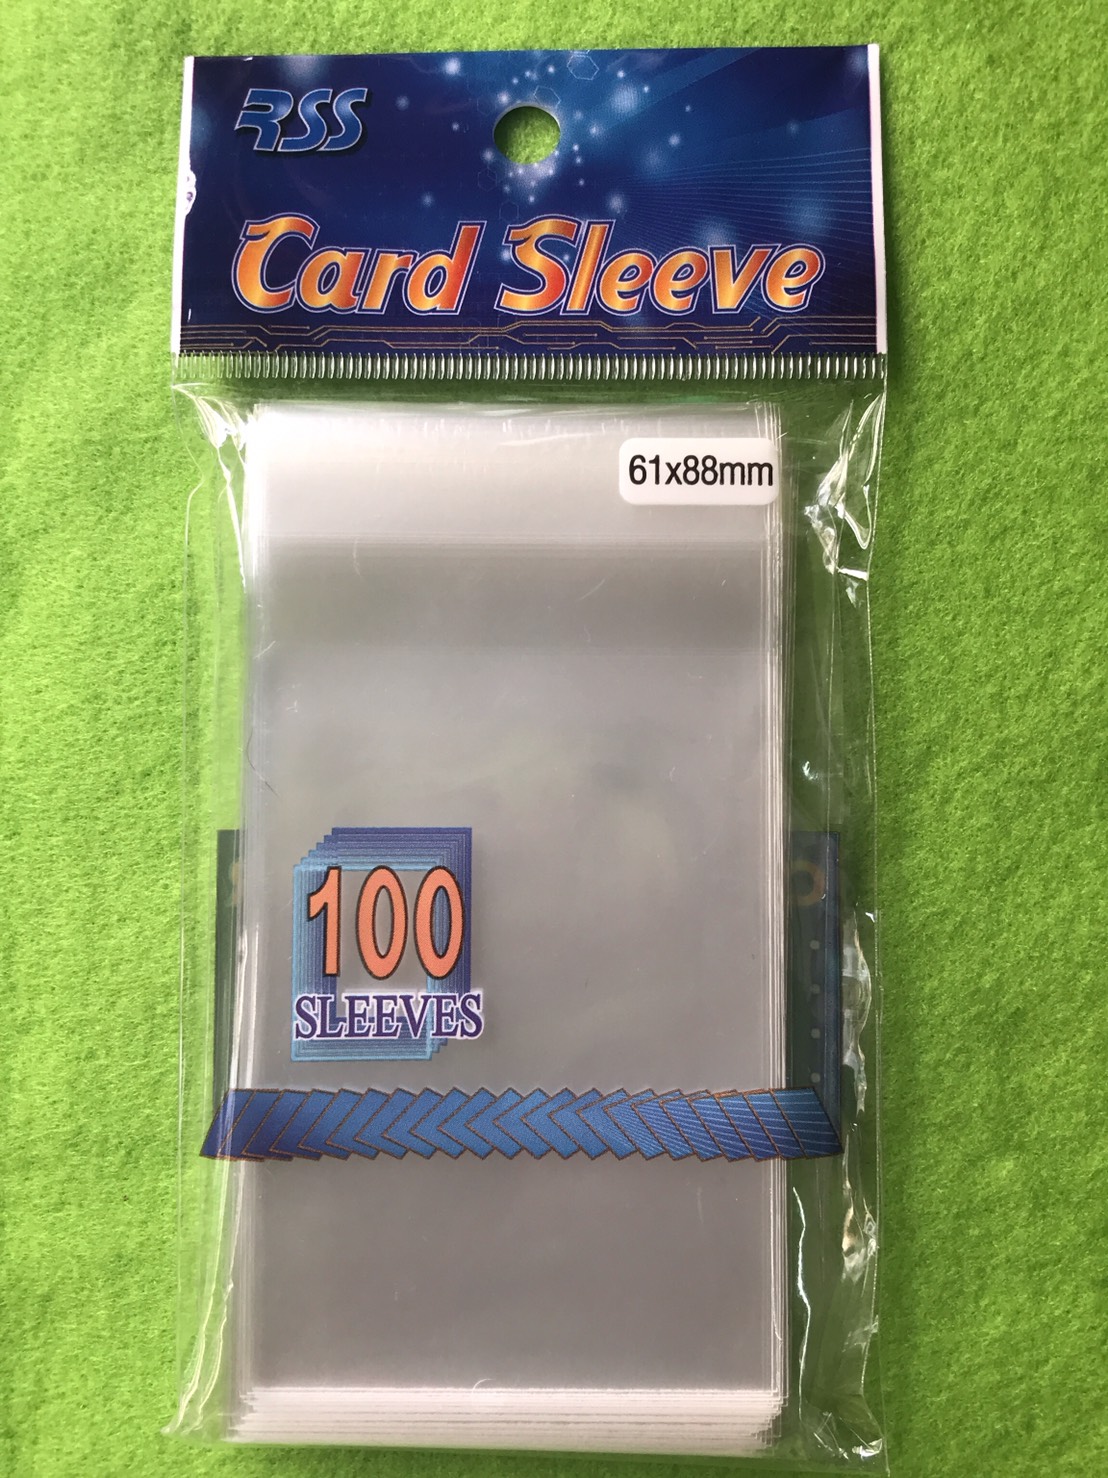 RSS
Card Sleeve
61x88mm
100
SLEEVES